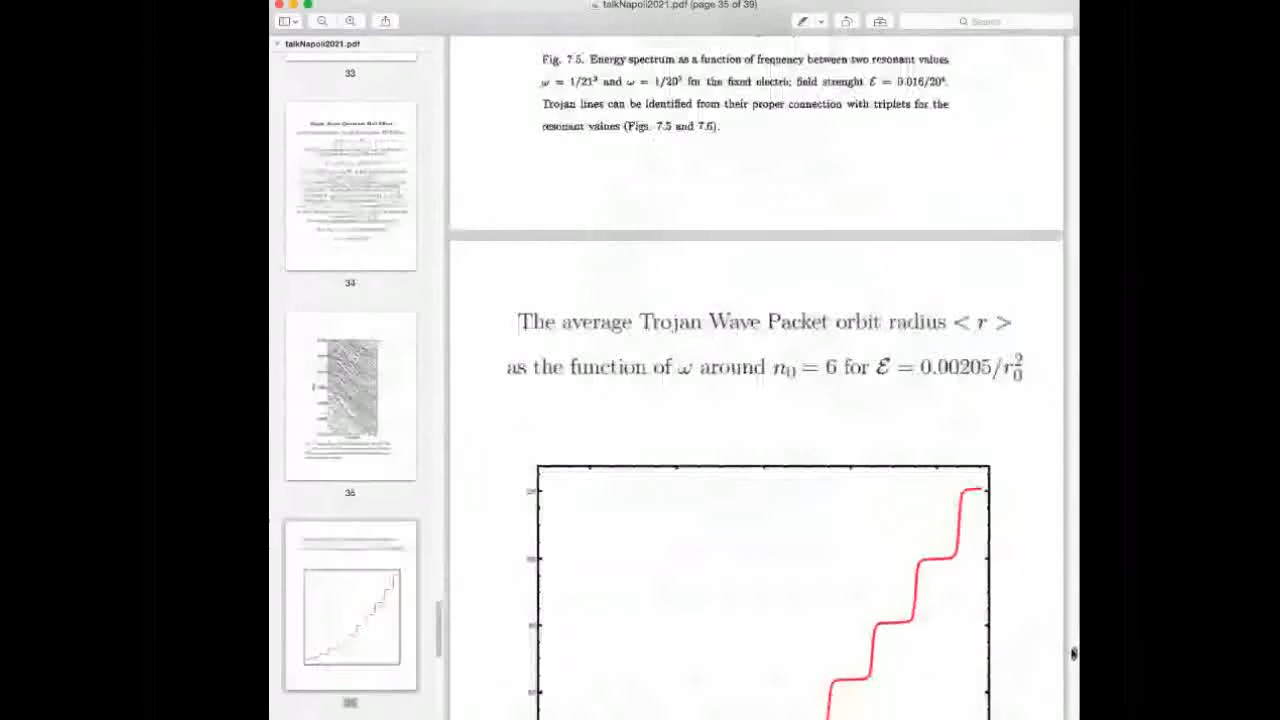 talkNapoli2021.pdf (page 35 of 39)
Search
talkNapoli2021.pdf
33
34
35
Fig. 7.5. Energy spectrum as a function of frequency between two resonant values
ω = 1/21³ and ω = 1/20³ for the fixed electric field strenght ℰ = 0.016/20⁴.
Trojan lines can be identified from their proper connection with triplets for the
resonant values (Figs. 7.5 and 7.6).
The average Trojan Wave Packet orbit radius < r >
as the function of ω around n₀ = 6 for ℰ = 0.00205/r₀²